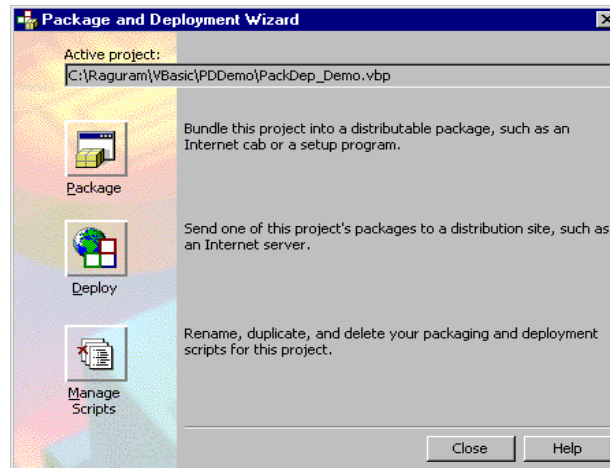 Package and Deployment Wizard
Active project:
C:\Raguram\VBasic\PDDemo\PackDep_Demo.vbp
Bundle this project into a distributable package, such as an
Internet cab or a setup program.
Package
Send one of this project's packages to a distribution site, such as
an Internet server.
Deploy
Rename, duplicate, and delete your packaging and deployment
scripts for this project.
Manage
Scripts
Close
Help